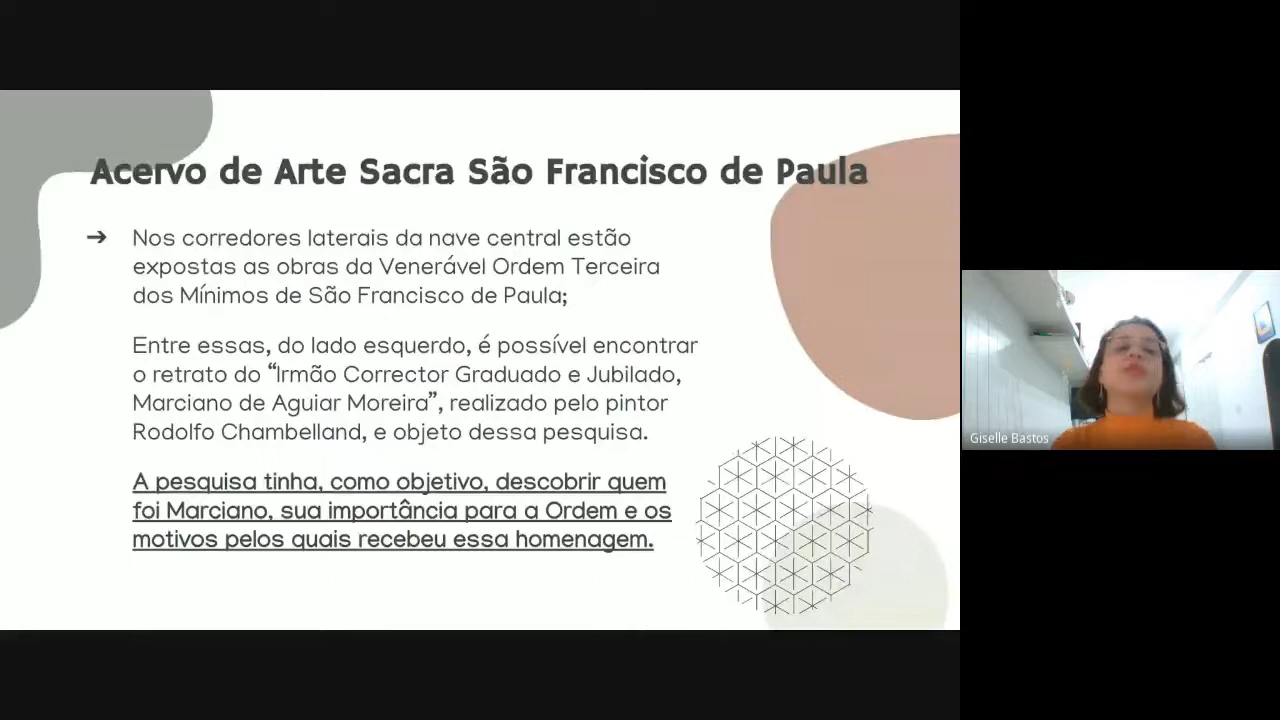 Acervo de Arte Sacra São Francisco de Paula
➔ Nos corredores laterais da nave central estão
expostas as obras da Venerável Ordem Terceira
dos Mínimos de São Francisco de Paula;
Entre essas, do lado esquerdo, é possível encontrar
o retrato do “Irmão Corrector Graduado e Jubilado,
Marciano de Aguiar Moreira”, realizado pelo pintor
Rodolfo Chambelland, e objeto dessa pesquisa.
A pesquisa tinha, como objetivo, descobrir quem
foi Marciano, sua importância para a Ordem e os
motivos pelos quais recebeu essa homenagem.
Giselle Bastos